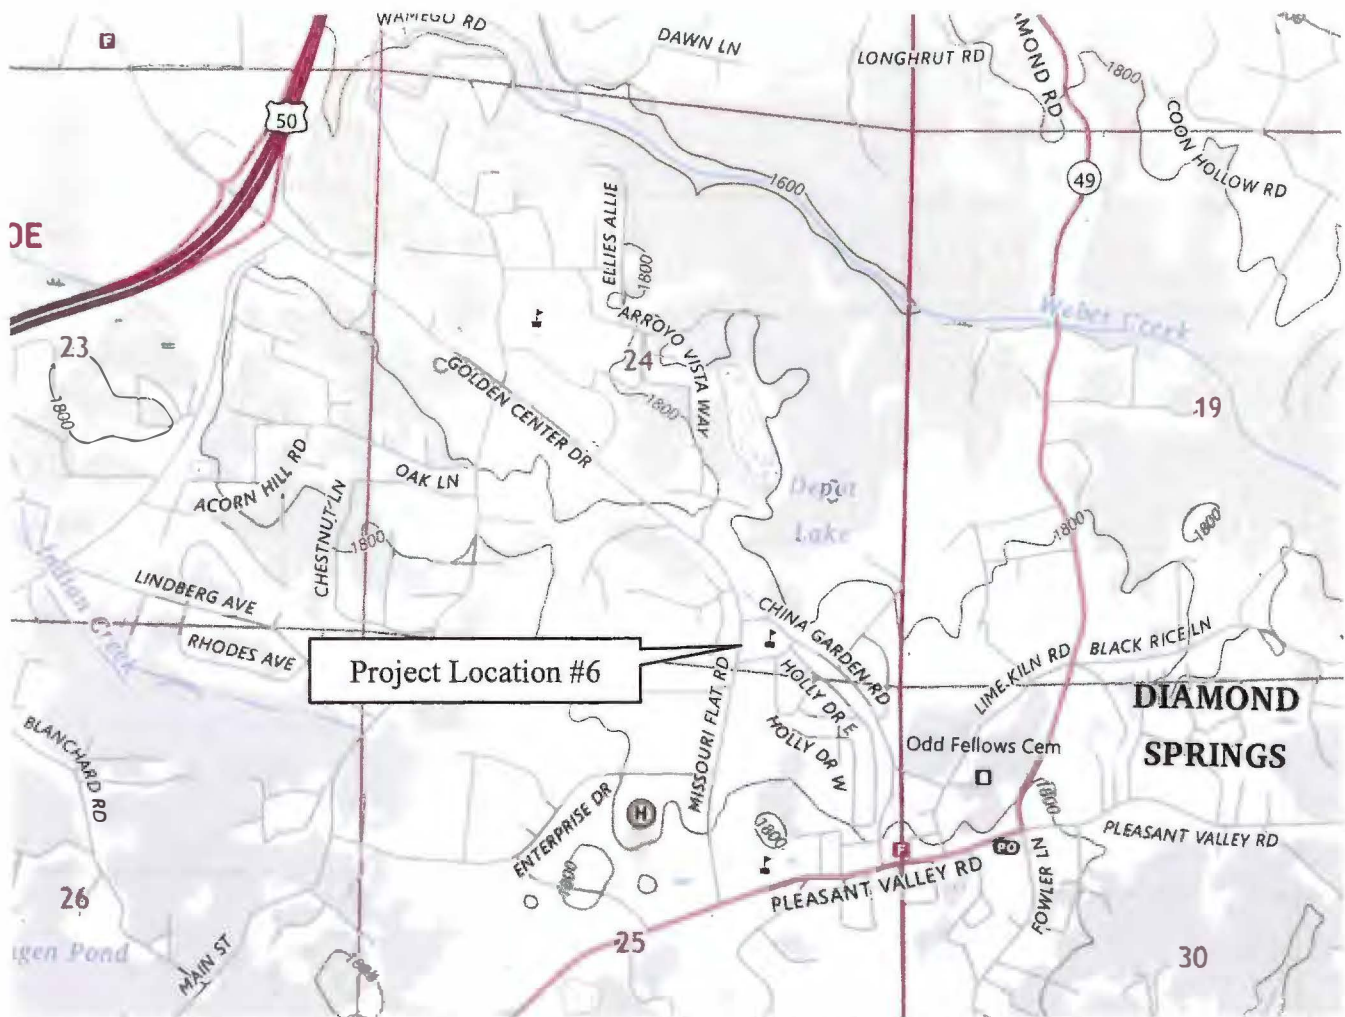 WAMEGO RD
DAWN LN
LONGHRUT RD
MOND RD
1800
COON HOLLOW RD
F
50
49
1600
OE
ELLIES ALLIE
1800
ARROYO VISTA WAY
Weber Creek
23
24
19
1800
GOLDEN CENTER DR
1800
ACORN HILL RD
OAK LN
CHESTNUT LN
1800
Depot
Lake
1800
1800
Indian Creek
LINDBERG AVE
RHODES AVE
CHINA GARDEN RD
LIME KILN RD
BLACK RICE LN
Project Location #6
HOLLY DR E
HOLLY DR W
MISSOURI FLAT RD
DIAMOND
SPRINGS
Odd Fellows Cem
BLANCHARD RD
ENTERPRISE DR
H
1800
1800
1800
F
PO
PLEASANT VALLEY RD
PLEASANT VALLEY RD
FOWLER LN
26
25
30
agen Pond
MAIN ST